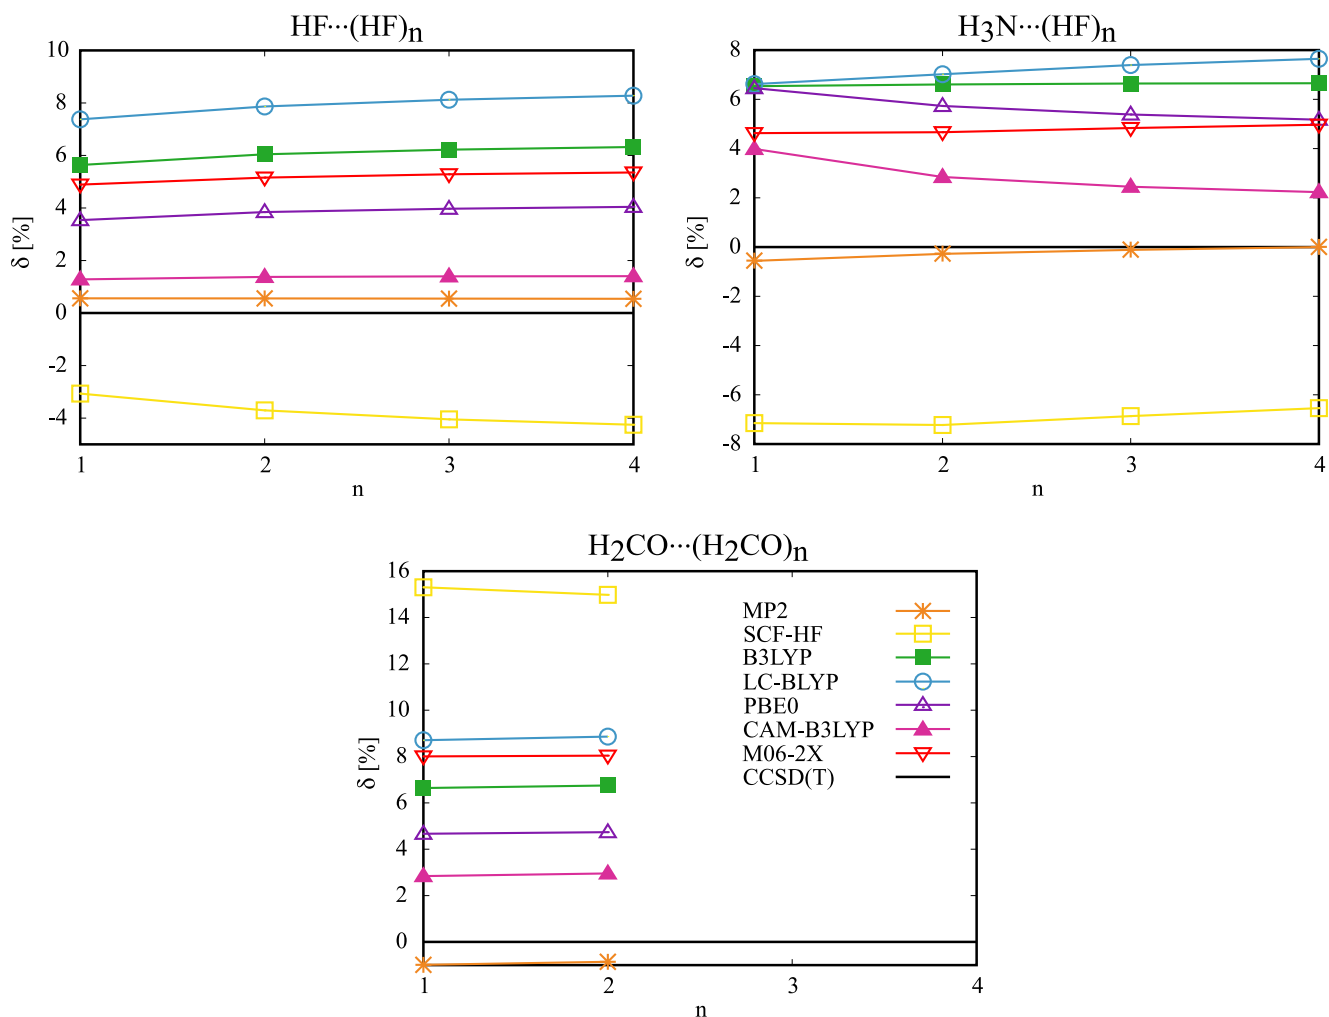 HF···(HF)n
10
8
6
4
2
0
-2
-4
δ [%]
1 2 3 4
n
H3N···(HF)n
8
6
4
2
0
-2
-4
-6
-8
δ [%]
1 2 3 4
n
H2CO···(H2CO)n
16
14
12
10
8
6
4
2
0
δ [%]
1 2 3 4
n
MP2
SCF-HF
B3LYP
LC-BLYP
PBE0
CAM-B3LYP
M06-2X
CCSD(T)